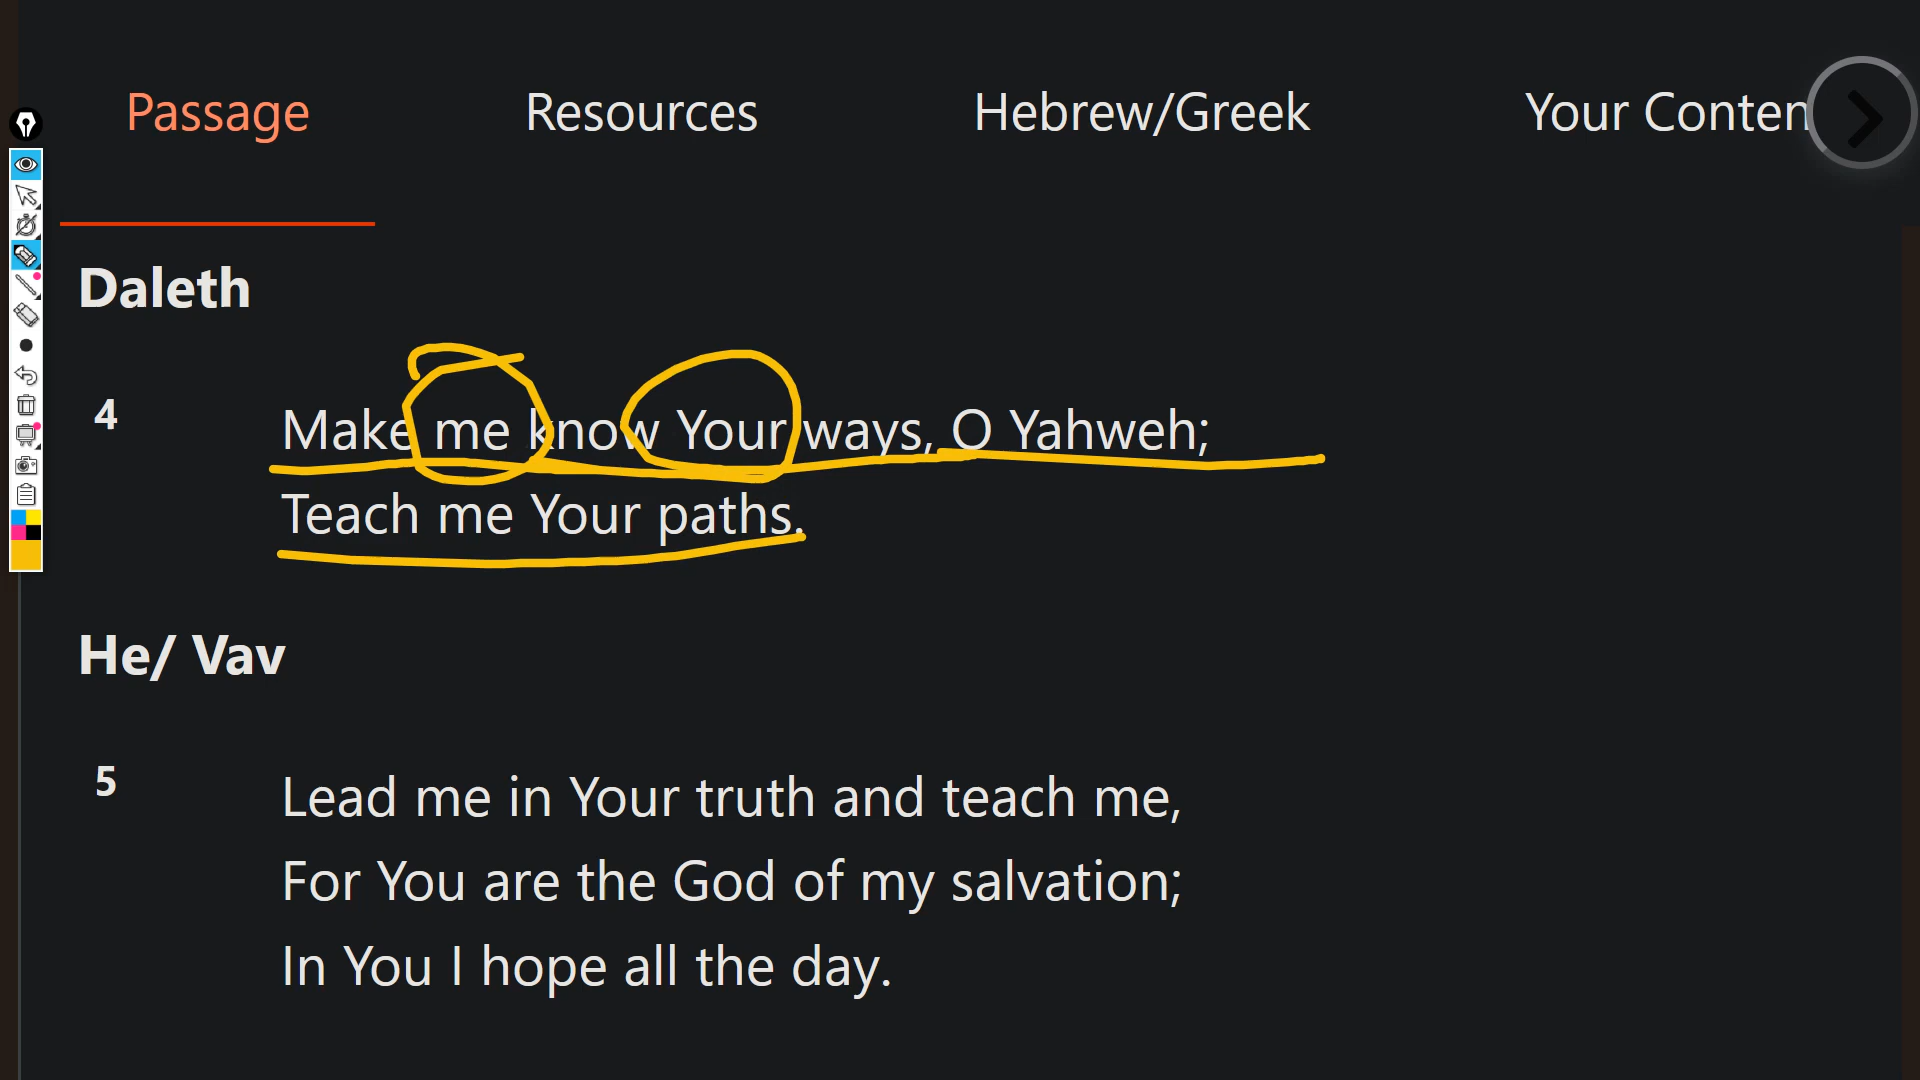 Passage Resources Hebrew/Greek Your Conten
Daleth
4 Make me know Your ways, O Yahweh;
Teach me Your paths.
He/ Vav
5 Lead me in Your truth and teach me,
For You are the God of my salvation;
In You I hope all the day.